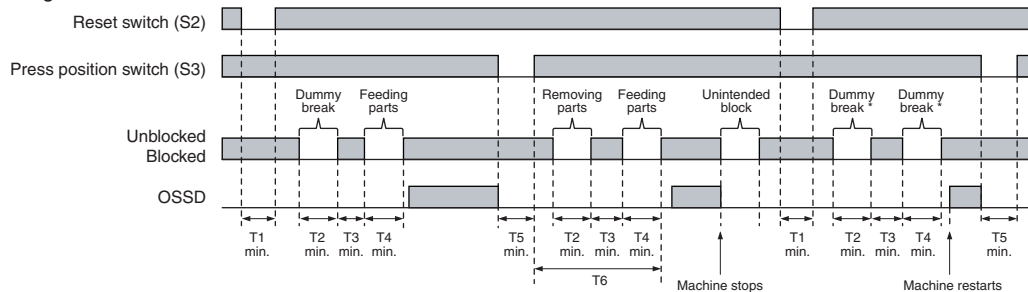 Reset switch (S2)
Press position switch (S3)
Dummy break
Feeding parts
Removing parts
Feeding parts
Unintended block
Dummy break *
Dummy break *
Unblocked
Blocked
OSSD
T1 min.
T2 min.
T3 min.
T4 min.
T5 min.
T2 min.
T3 min.
T4 min.
T6
T1 min.
T2 min.
T3 min.
T4 min.
T5 min.
Machine stops
Machine restarts